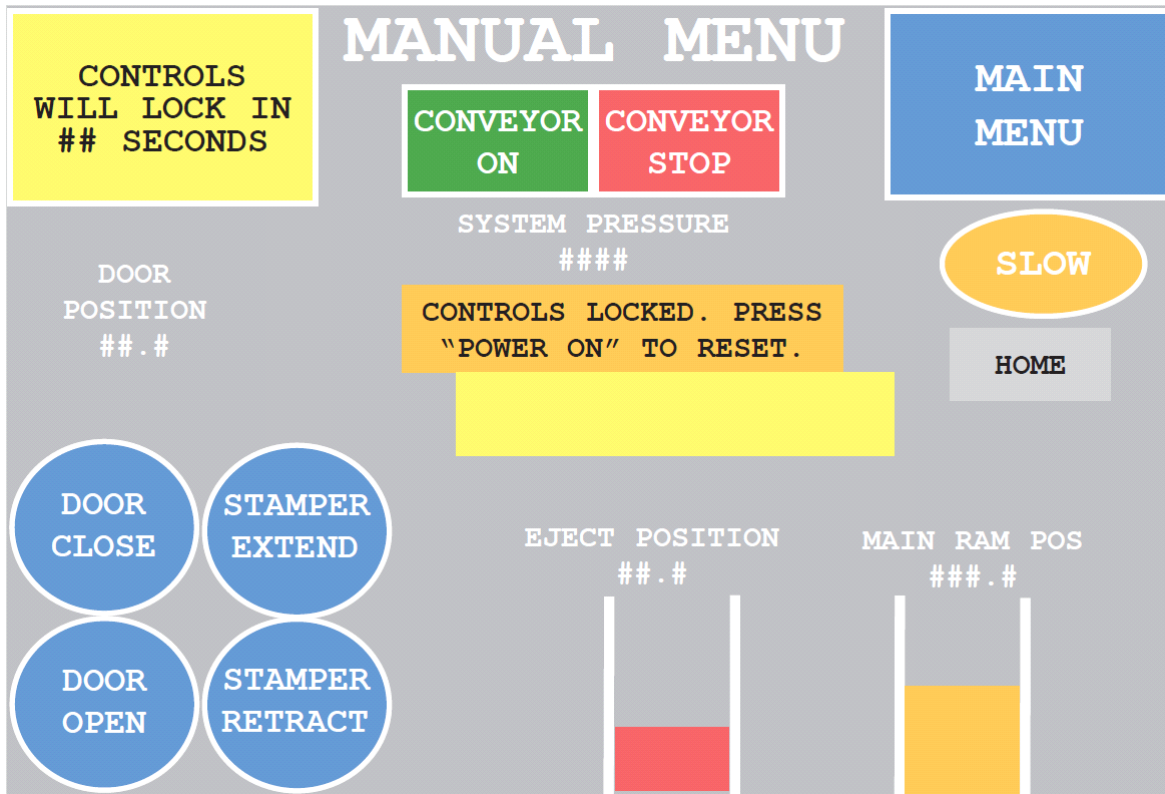 CONTROLS
WILL LOCK IN
## SECONDS
MANUAL MENU
MAIN
MENU
CONVEYOR
ON
CONVEYOR
STOP
SYSTEM PRESSURE
####
SLOW
DOOR
POSITION
##.#
CONTROLS LOCKED. PRESS
“POWER ON” TO RESET.
HOME
DOOR
CLOSE
STAMPER
EXTEND
EJECT POSITION
##.#
MAIN RAM POS
###.#
DOOR
OPEN
STAMPER
RETRACT